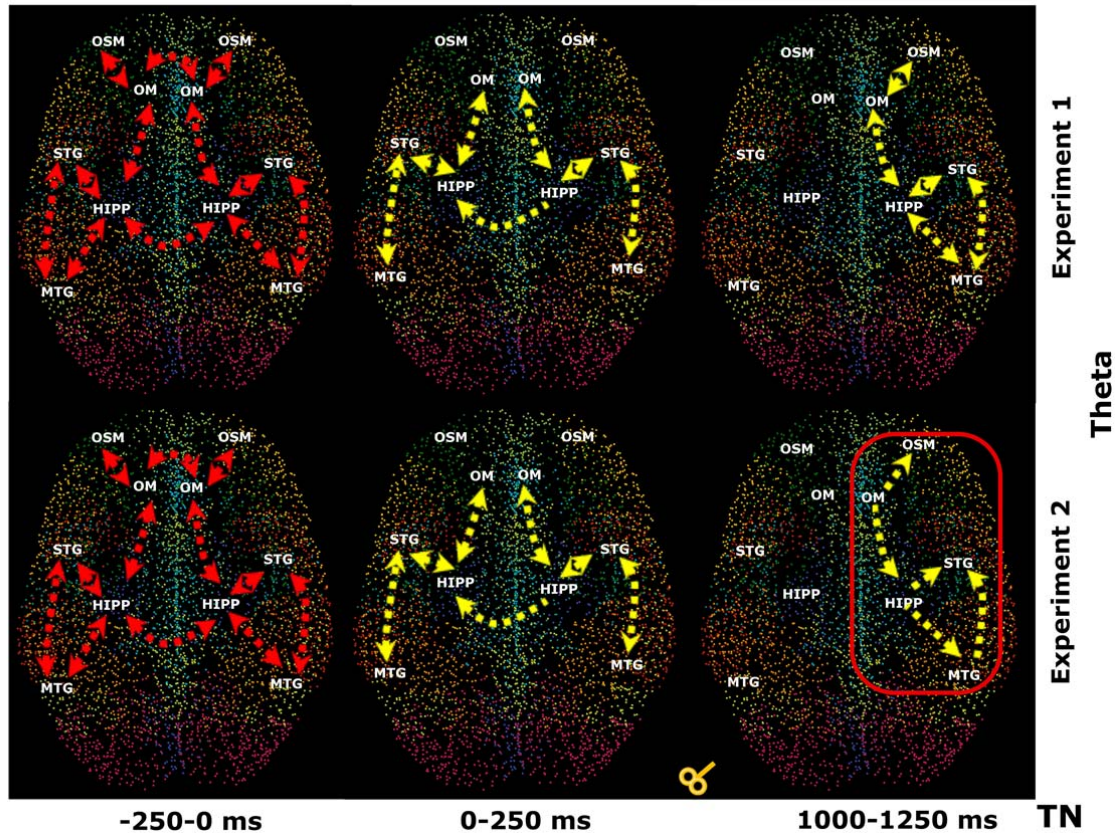 OSM OSM
OM OM
STG STG
HIPP HIPP
MTG MTG
OSM OSM
OM OM
STG STG
HIPP HIPP
MTG MTG
OSM OSM
OM OM
STG STG
HIPP HIPP
MTG MTG
Experiment 1
OSM OSM
OM OM
STG STG
HIPP HIPP
MTG MTG
OSM OSM
OM OM
STG STG
HIPP HIPP
MTG MTG
OSM OSM
OM OM
STG STG
HIPP HIPP
MTG MTG
Experiment 2
Theta
-250-0 ms 0-250 ms 1000-1250 ms TN